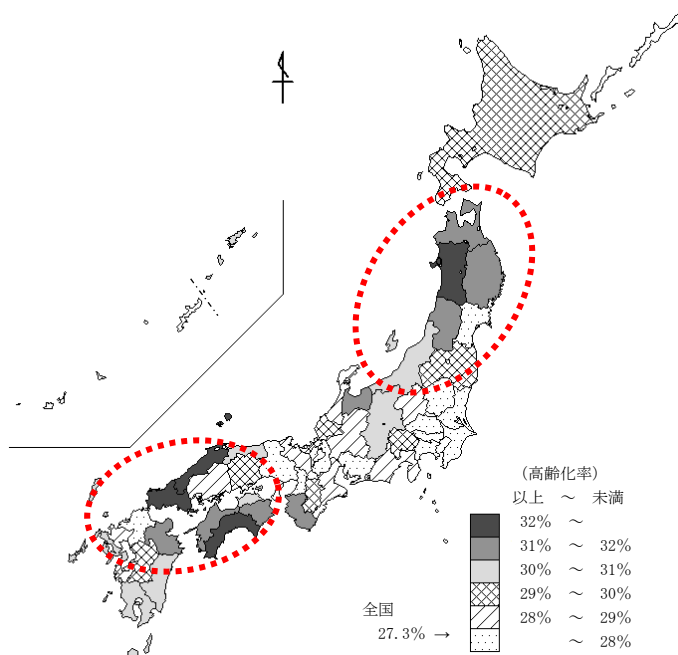 （高齢化率）
以上 ～ 未満
32% ～
31% ～ 32%
30% ～ 31%
29% ～ 30%
28% ～ 29%
全国
27.3% → ～ 28%